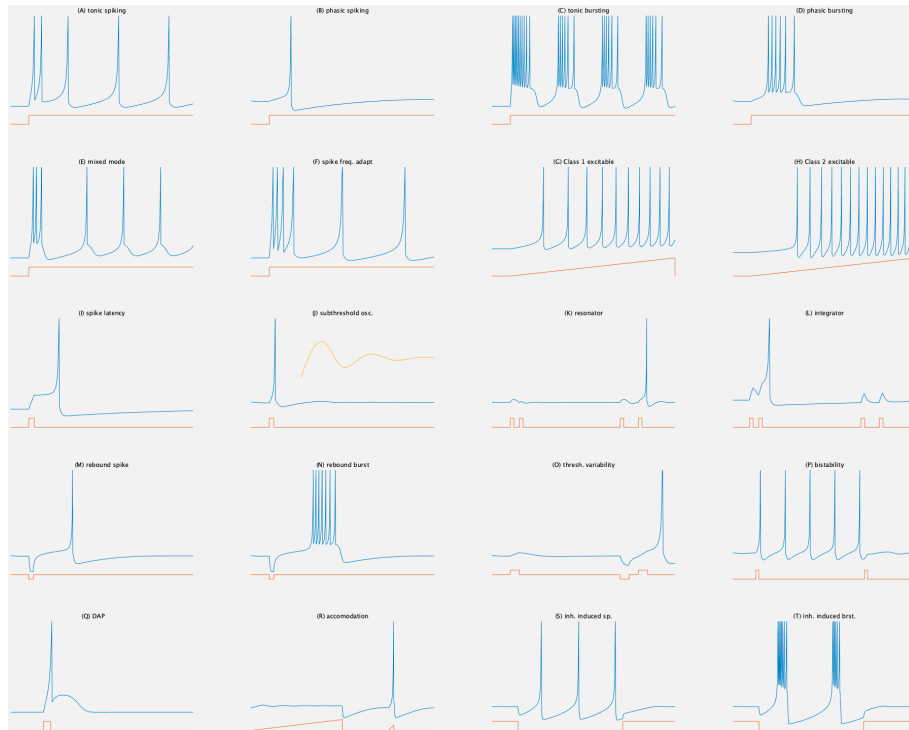 (A) tonic spiking
(B) phasic spiking
(C) tonic bursting
(D) phasic bursting
(E) mixed mode
(F) spike freq. adapt
(G) Class 1 excitable
(H) Class 2 excitable
(I) spike latency
(J) subthreshold osc.
(K) resonator
(L) integrator
(M) rebound spike
(N) rebound burst
(O) thresh. variability
(P) bistability
(Q) DAP
(R) accomodation
(S) inh. induced sp.
(T) inh. induced brst.